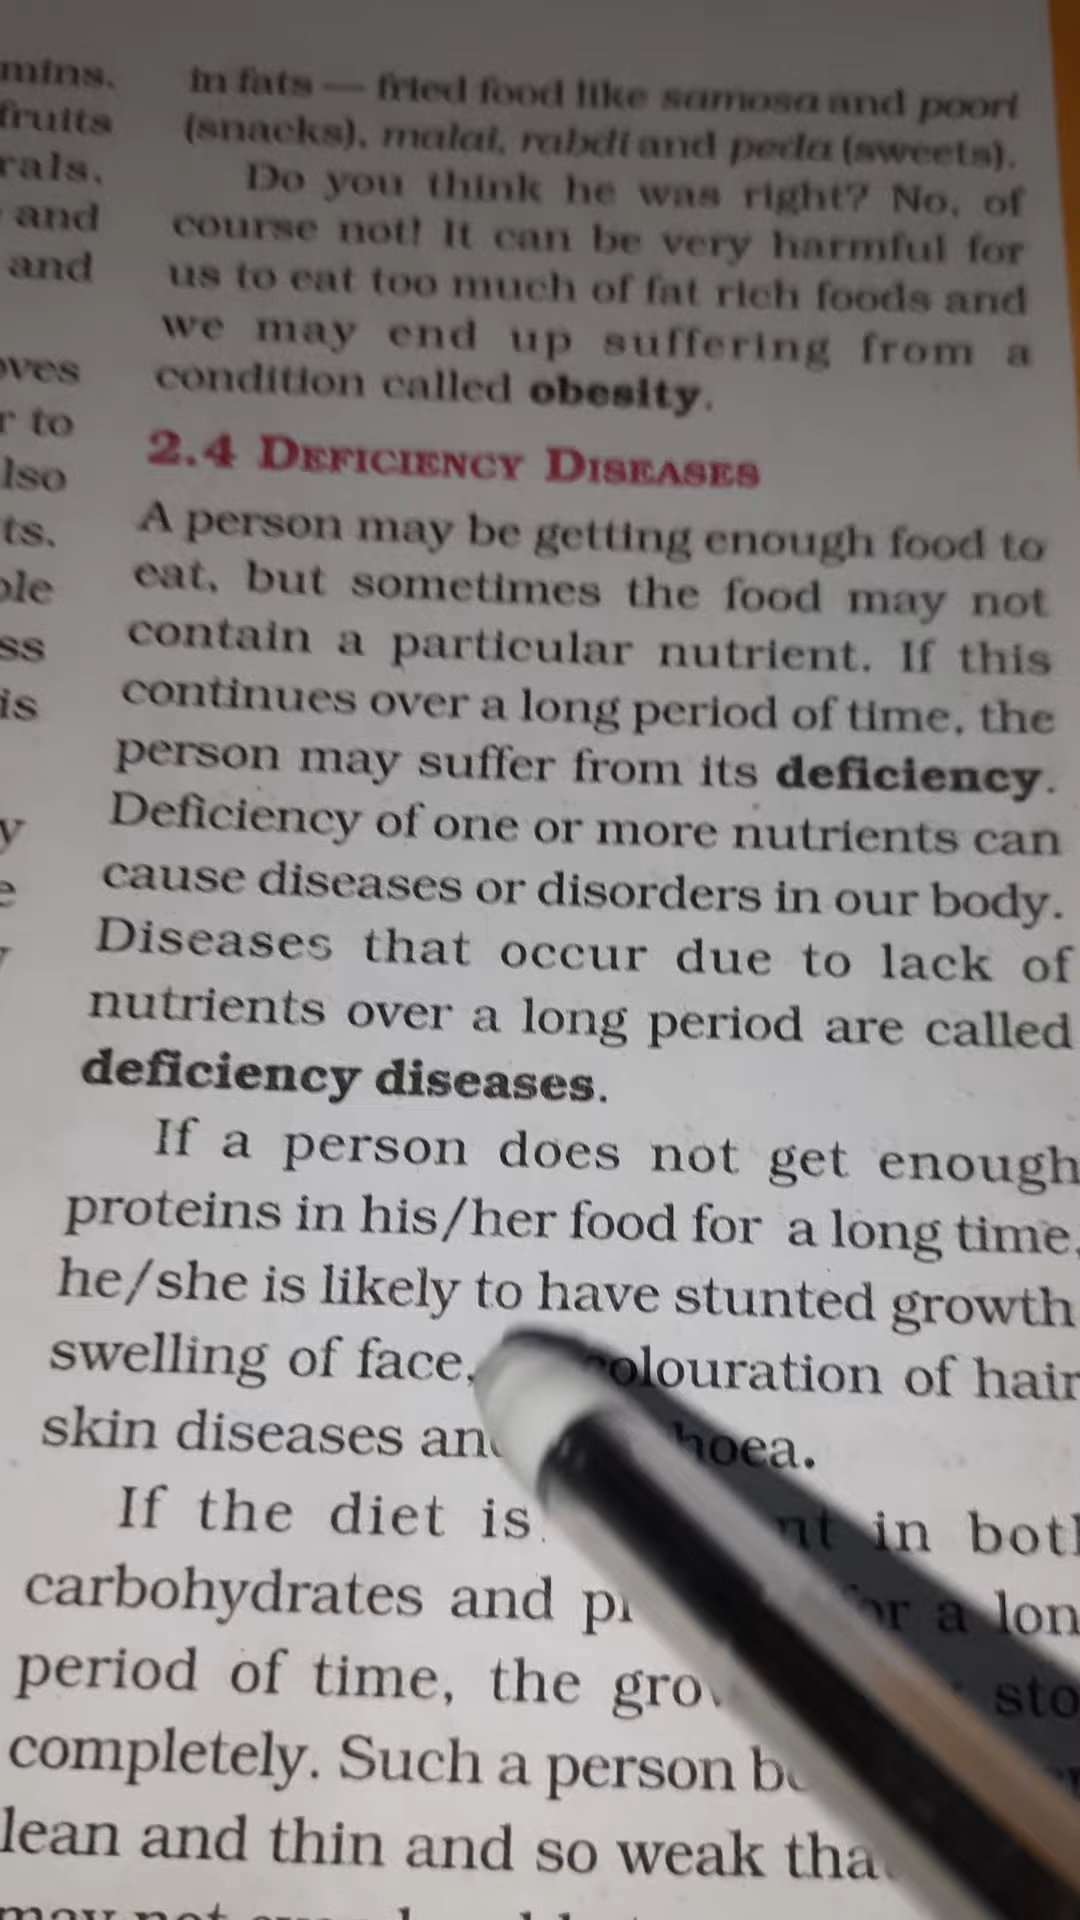 mins.
fruits
rals.
and
and
oves
r to
lso
ts.
ole
ss
is
y
e
in fats — fried food like samosa and poori
(snacks), malai, rabdi and peda (sweets).
Do you think he was right? No, of
course not! It can be very harmful for
us to eat too much of fat rich foods and
we may end up suffering from a
condition called obesity.
2.4 DEFICIENCY DISEASES
A person may be getting enough food to
eat, but sometimes the food may not
contain a particular nutrient. If this
continues over a long period of time, the
person may suffer from its deficiency.
Deficiency of one or more nutrients can
cause diseases or disorders in our body.
Diseases that occur due to lack of
nutrients over a long period are called
deficiency diseases.
If a person does not get enough
proteins in his/her food for a long time,
he/she is likely to have stunted growth
swelling of face, colouration of hair
skin diseases and hoea.
If the diet is nt in both
carbohydrates and for a lon
period of time, the grow sto
completely. Such a person
lean and thin and so weak tha
may not